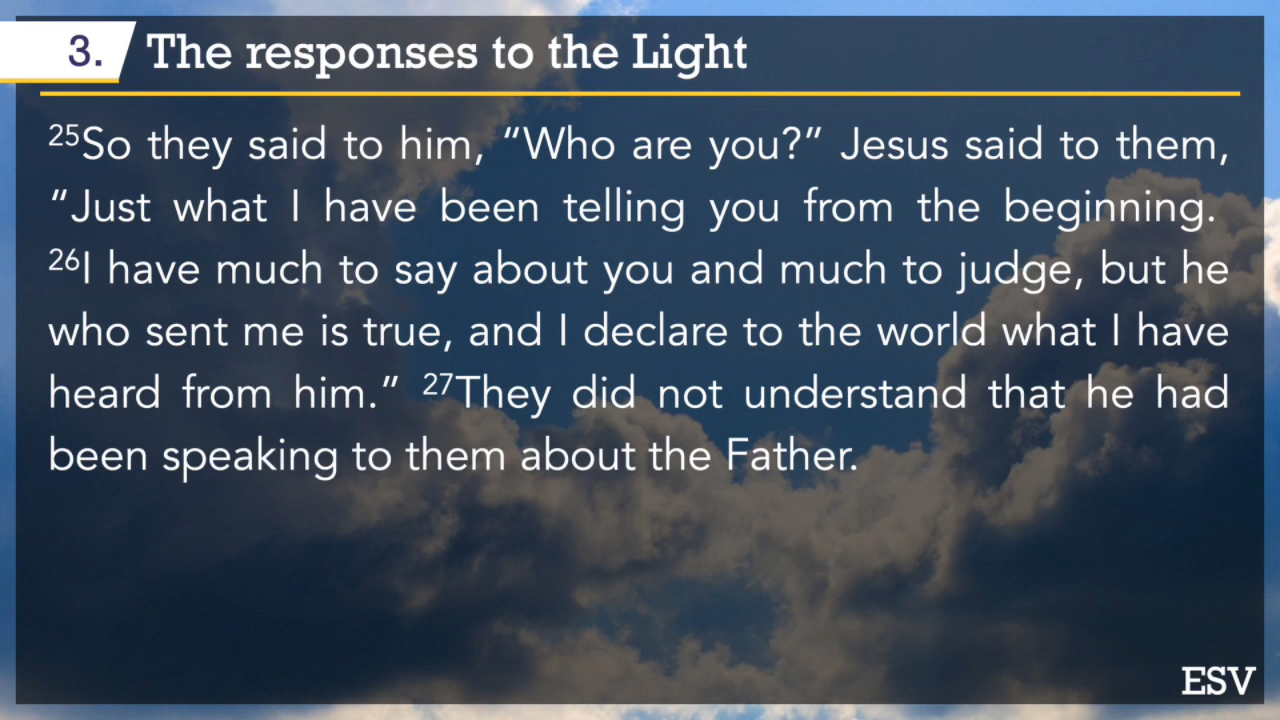 3. The responses to the Light
25So they said to him, “Who are you?” Jesus said to them,
“Just what I have been telling you from the beginning.
26I have much to say about you and much to judge, but he
who sent me is true, and I declare to the world what I have
heard from him.” 27They did not understand that he had
been speaking to them about the Father.
ESV